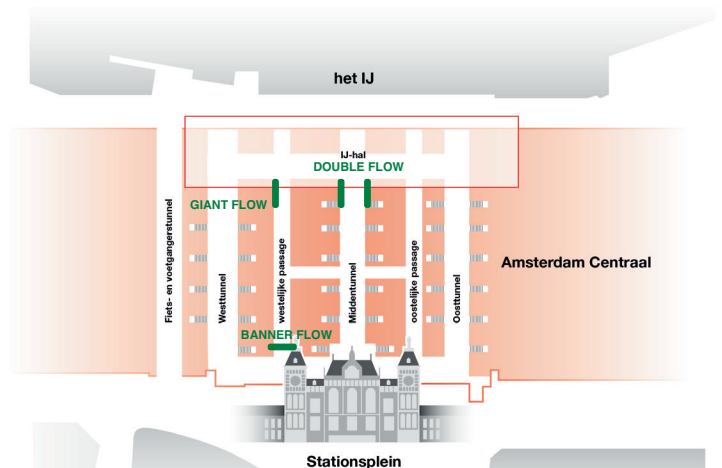 het IJ
IJ-hal
DOUBLE FLOW
GIANT FLOW
Fiets- en voetgangerstunnel
Westtunnel
westelijke passage
Middentunnel
oostelijke passage
Oosttunnel
Amsterdam Centraal
BANNER FLOW
Stationsplein